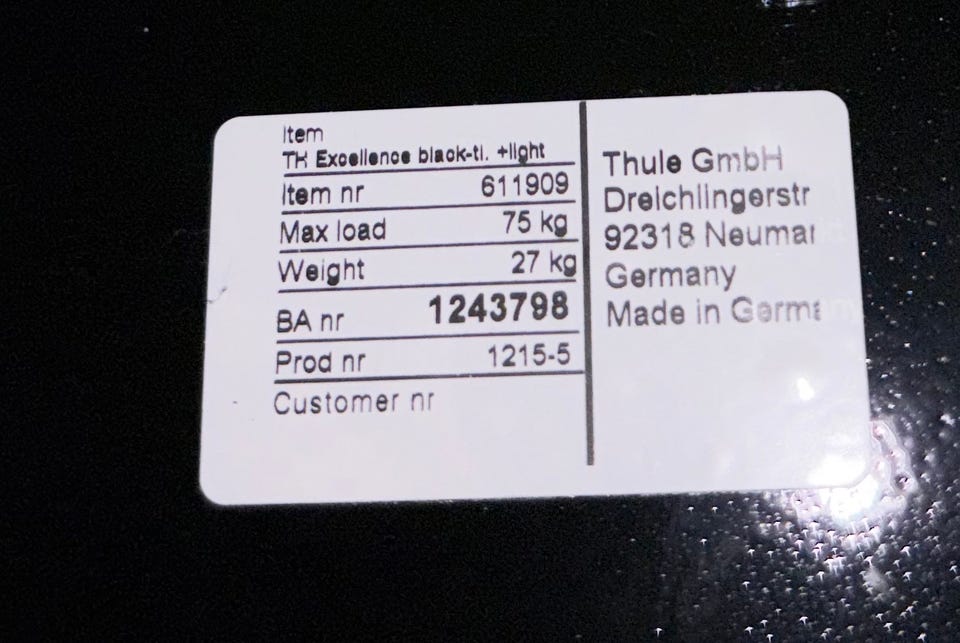 Item
TH Excellence black-ti. +light
Item nr 611909
Max load 75 kg
Weight 27 kg
BA nr 1243798
Prod nr 1215-5
Customer nr
Thule GmbH
Dreichlingerstr
92318 Neumar
Germany
Made in Germa